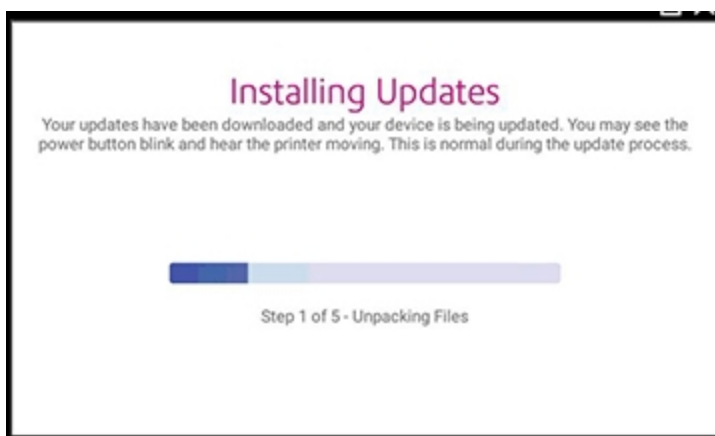 Installing Updates
Your updates have been downloaded and your device is being updated. You may see the
power button blink and hear the printer moving. This is normal during the update process.
Step 1 of 5 - Unpacking Files